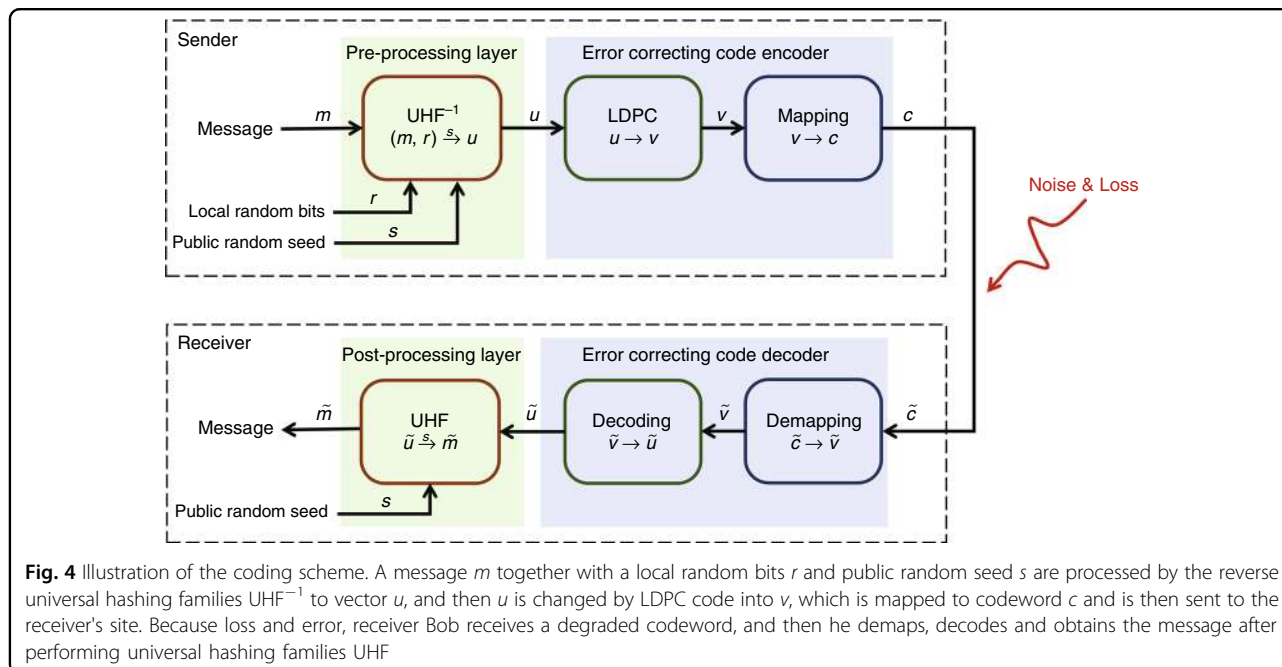 Sender
Pre-processing layer
Error correcting code encoder
Message
m
UHF⁻¹
(m, r) →ˢ u
u
LDPC
u → v
v
Mapping
v → c
c
Local random bits
r
Public random seed
s
Noise & Loss
Receiver
Post-processing layer
Error correcting code decoder
Message
m̃
UHF
ũ →ˢ m̃
ũ
Decoding
ṽ → ũ
ṽ
Demapping
c̃ → ṽ
c̃
Public random seed
s
Fig. 4 Illustration of the coding scheme. A message m together with a local random bits r and public random seed s are processed by the reverse
universal hashing families UHF⁻¹ to vector u, and then u is changed by LDPC code into v, which is mapped to codeword c and is then sent to the
receiver's site. Because loss and error, receiver Bob receives a degraded codeword, and then he demaps, decodes and obtains the message after
performing universal hashing families UHF